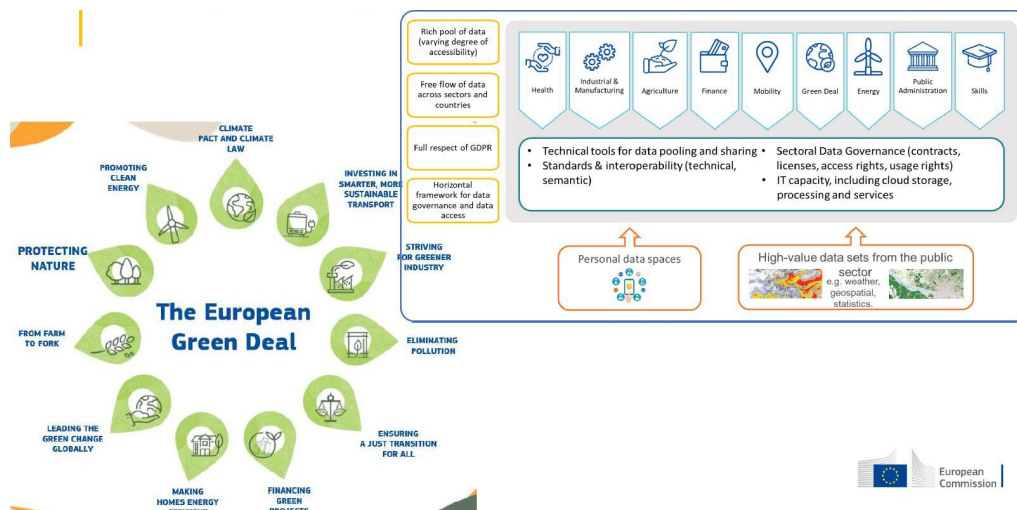 Rich pool of data
(varying degree of
accessibility)
Free flow of data
across sectors and
countries
Full respect of GDPR
Horizontal
framework for data
governance and data
access
Health
Industrial &
Manufacturing
Agriculture
Finance
Mobility
Green Deal
Energy
Public
Administration
Skills
• Technical tools for data pooling and sharing
• Standards & interoperability (technical,
semantic)
• Sectoral Data Governance (contracts,
licenses, access rights, usage rights)
• IT capacity, including cloud storage,
processing and services
Personal data spaces
High-value data sets from the public
sector
e.g. weather,
geospatial,
statistics.
CLIMATE
PACT AND CLIMATE
LAW
PROMOTING
CLEAN
ENERGY
INVESTING IN
SMARTER, MORE
SUSTAINABLE
TRANSPORT
PROTECTING
NATURE
STRIVING
FOR GREENER
INDUSTRY
The European
Green Deal
FROM FARM
TO FORK
ELIMINATING
POLLUTION
LEADING THE
GREEN CHANGE
GLOBALLY
ENSURING
A JUST TRANSITION
FOR ALL
MAKING
HOMES ENERGY
FINANCING
GREEN
European
Commission